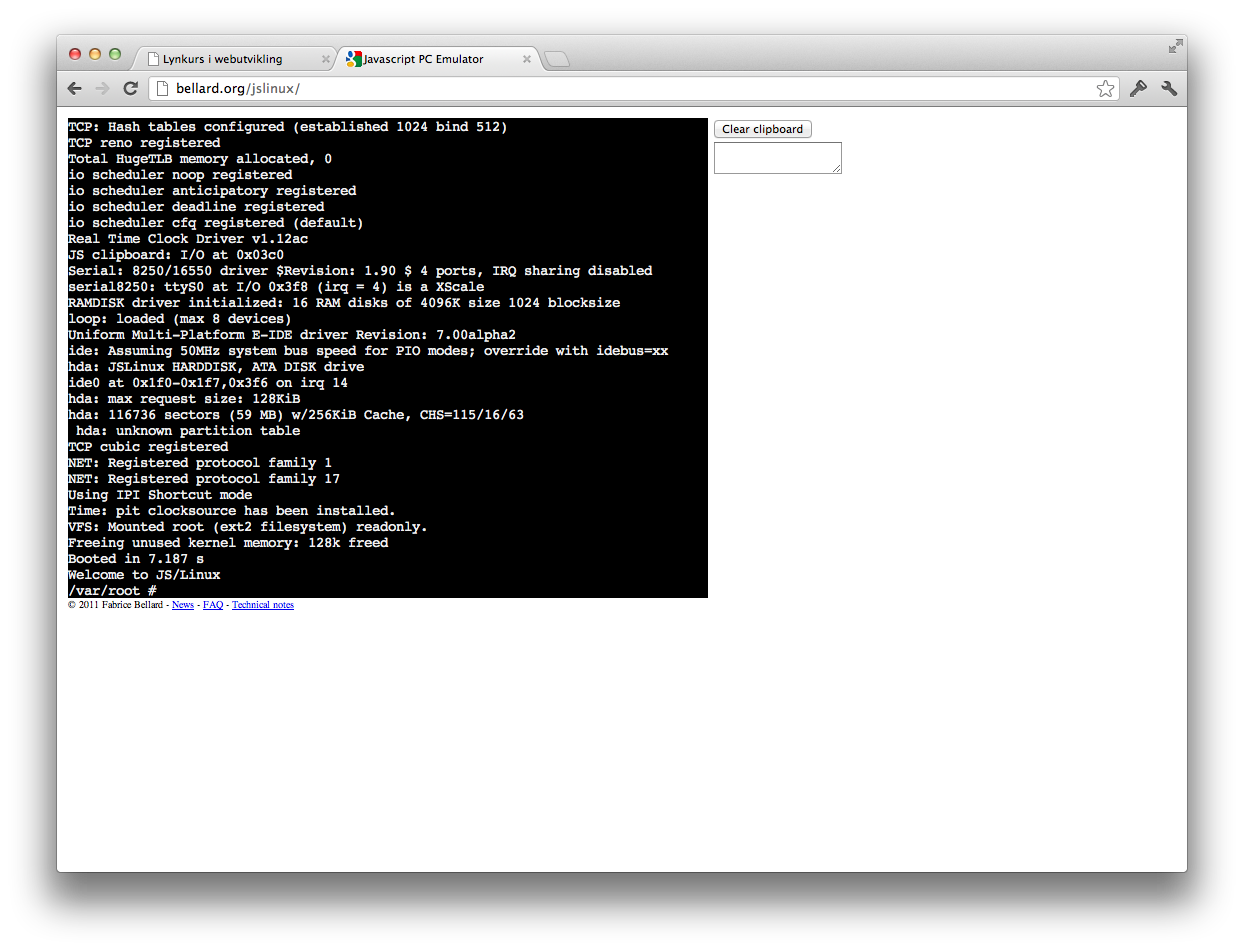 Lynkurs i webutvikling
Javascript PC Emulator
bellard.org/jslinux/
TCP: Hash tables configured (established 1024 bind 512)
TCP reno registered
Total HugeTLB memory allocated, 0
io scheduler noop registered
io scheduler anticipatory registered
io scheduler deadline registered
io scheduler cfq registered (default)
Real Time Clock Driver v1.12ac
JS clipboard: I/O at 0x03c0
Serial: 8250/16550 driver $Revision: 1.90 $ 4 ports, IRQ sharing disabled
serial8250: ttyS0 at I/O 0x3f8 (irq = 4) is a XScale
RAMDISK driver initialized: 16 RAM disks of 4096K size 1024 blocksize
loop: loaded (max 8 devices)
Uniform Multi-Platform E-IDE driver Revision: 7.00alpha2
ide: Assuming 50MHz system bus speed for PIO modes; override with idebus=xx
hda: JSLinux HARDDISK, ATA DISK drive
ide0 at 0x1f0-0x1f7,0x3f6 on irq 14
hda: max request size: 128KiB
hda: 116736 sectors (59 MB) w/256KiB Cache, CHS=115/16/63
 hda: unknown partition table
TCP cubic registered
NET: Registered protocol family 1
NET: Registered protocol family 17
Using IPI Shortcut mode
Time: pit clocksource has been installed.
VFS: Mounted root (ext2 filesystem) readonly.
Freeing unused kernel memory: 128k freed
Booted in 7.187 s
Welcome to JS/Linux
/var/root #
© 2011 Fabrice Bellard - News - FAQ - Technical notes
Clear clipboard